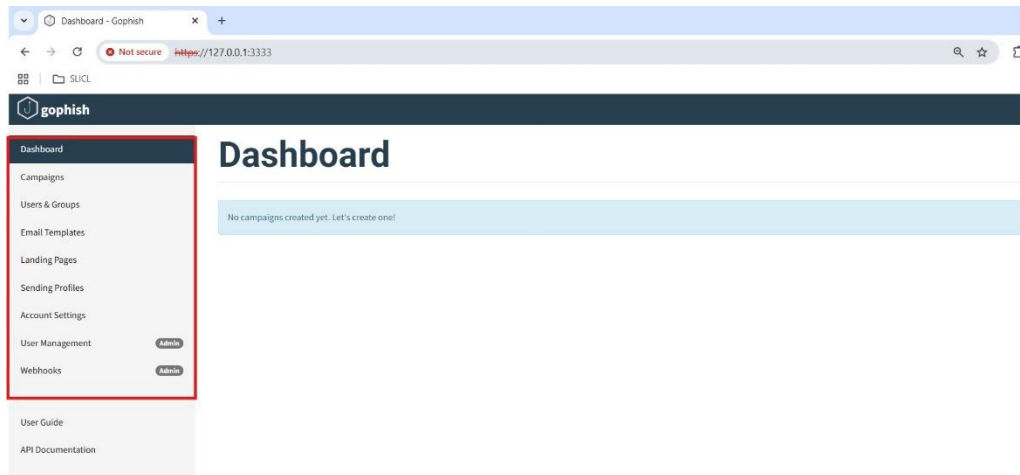 Dashboard - Gophish
Not secure https://127.0.0.1:3333
SLICL
gophish
Dashboard
Campaigns
Users & Groups
Email Templates
Landing Pages
Sending Profiles
Account Settings
User Management Admin
Webhooks Admin
User Guide
API Documentation
Dashboard
No campaigns created yet. Let's create one!